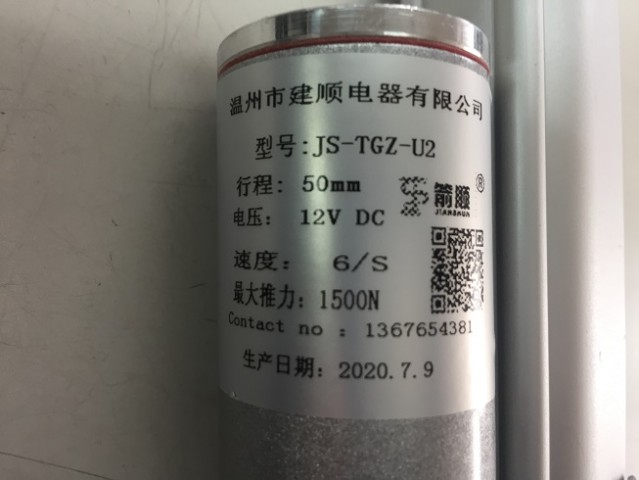 温州市建顺电器有限公司
型号:JS-TGZ-U2
行程: 50mm
箭顺 ®
JIANSHUN
电压: 12V DC
速度: 6/S
最大推力: 1500N
Contact no : 1367654381
生产日期: 2020.7.9